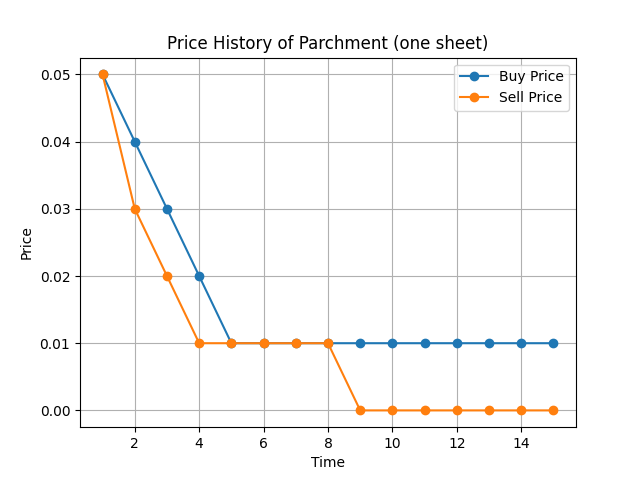 Price History of Parchment (one sheet)
Buy Price
Sell Price
0.05
0.04
0.03
0.02
0.01
0.00
Price
2 4 6 8 10 12 14
Time